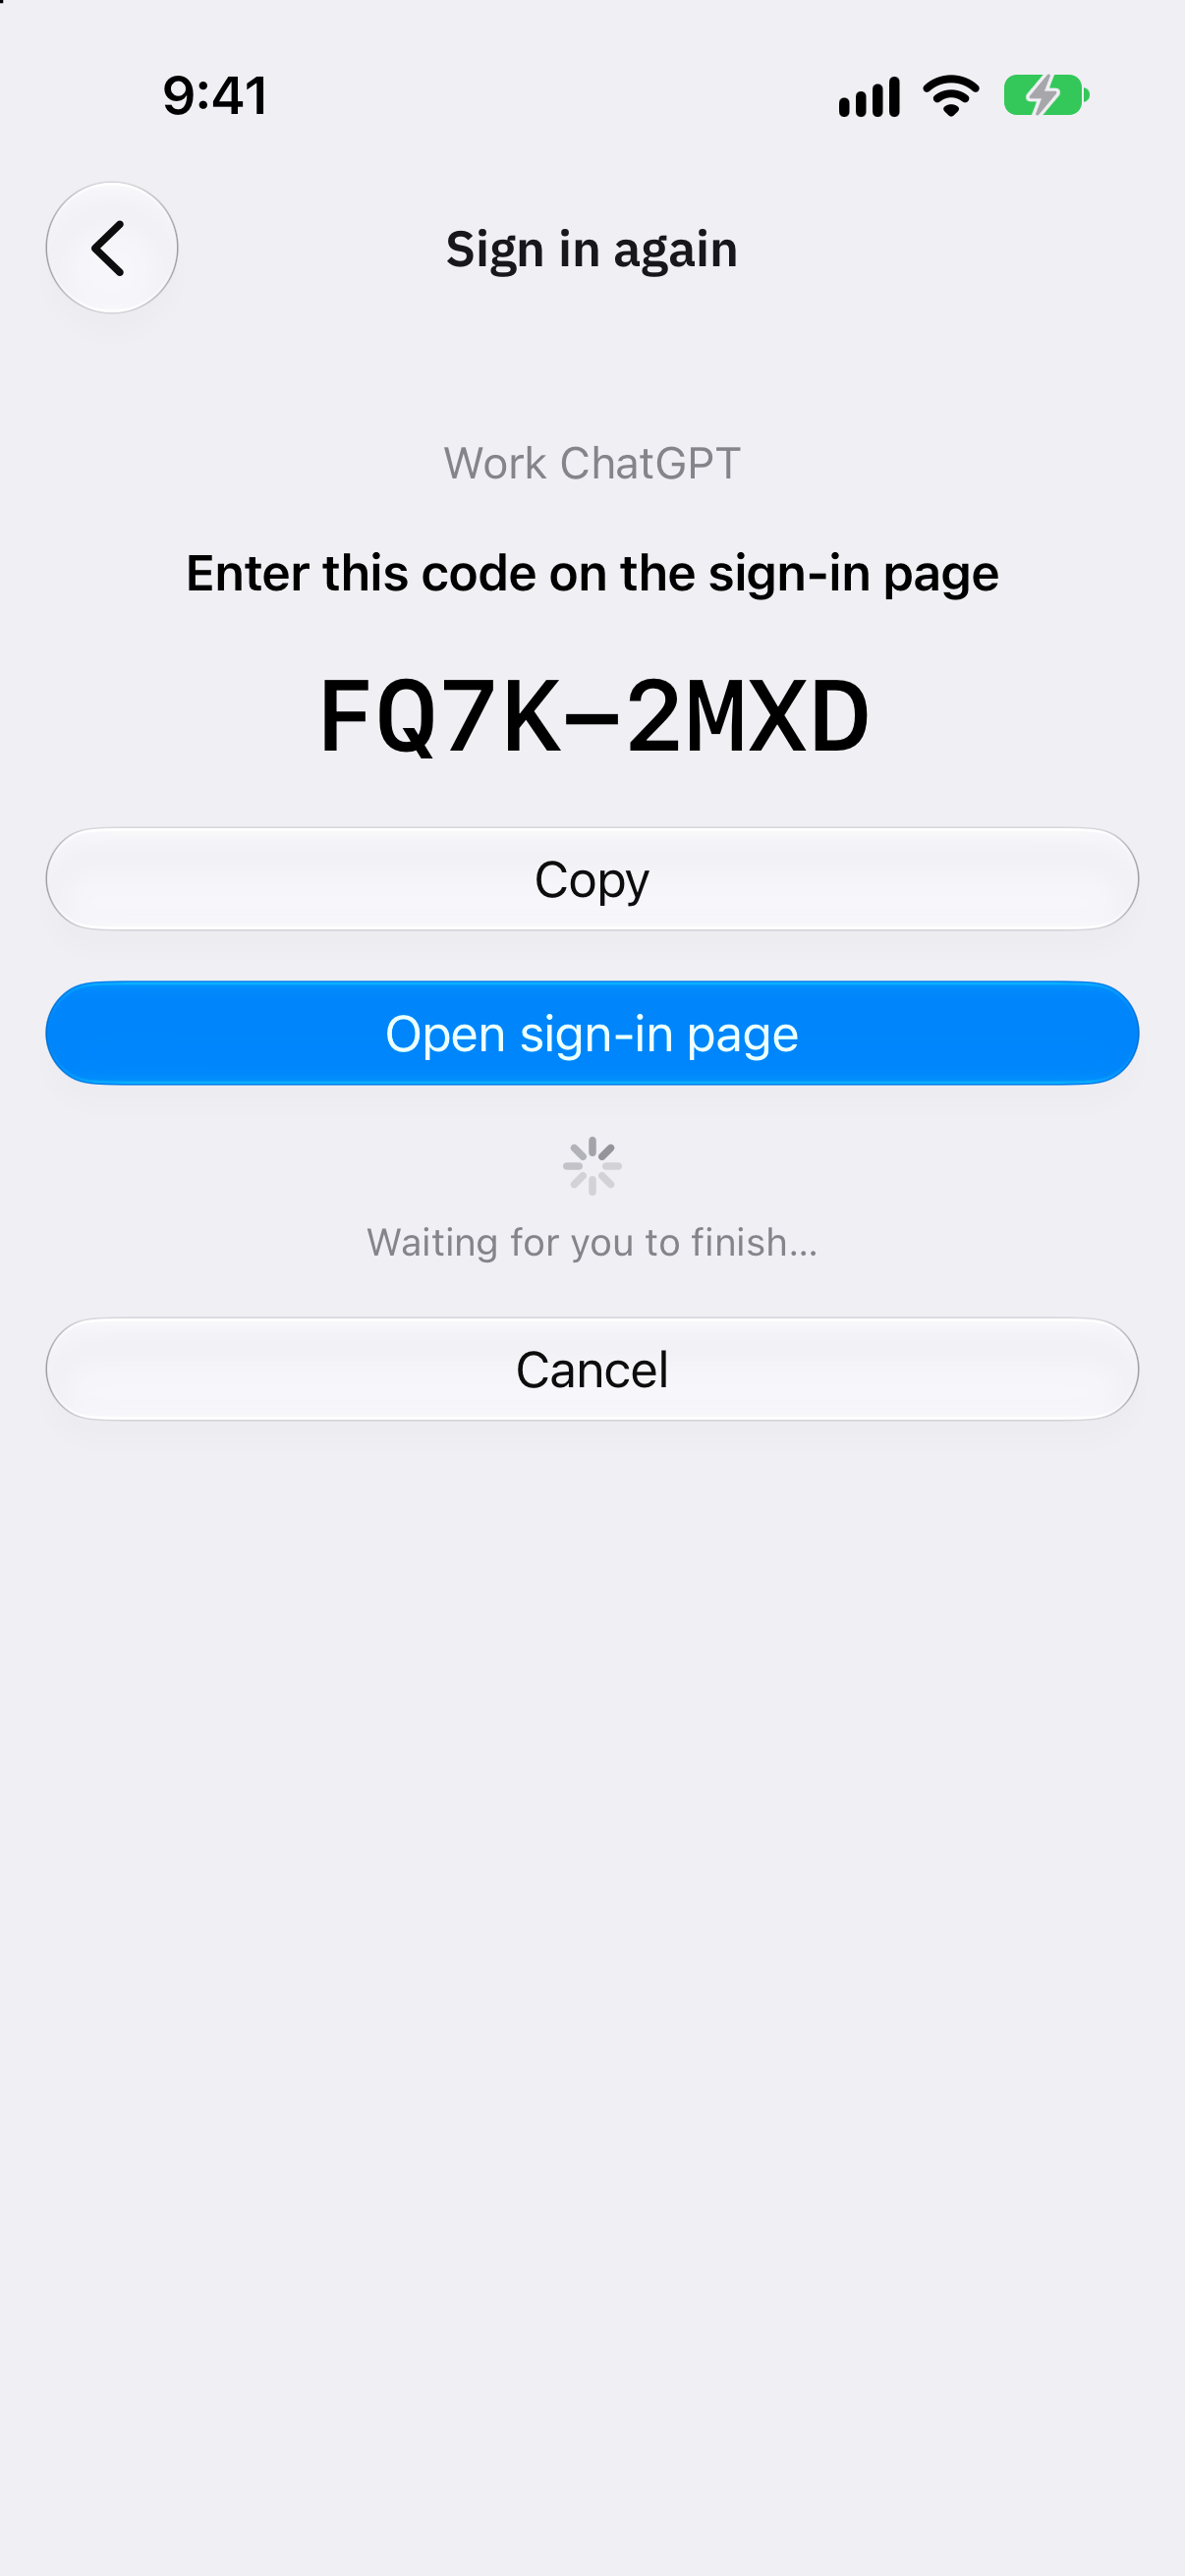 9:41
Sign in again
Work ChatGPT
Enter this code on the sign-in page
FQ7K-2MXD
Copy
Open sign-in page
Waiting for you to finish...
Cancel